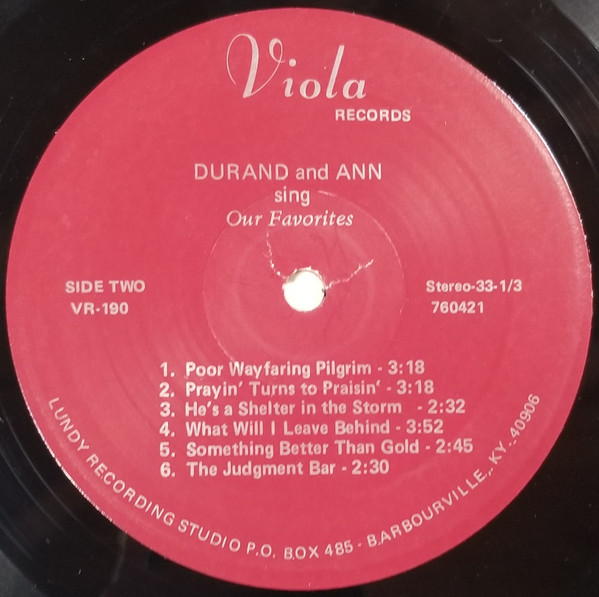 Viola
RECORDS
DURAND and ANN
sing
Our Favorites
SIDE TWO
VR-190
Stereo-33-1/3
760421
1. Poor Wayfaring Pilgrim - 3:18
2. Prayin' Turns to Praisin' - 3:18
3. He's a Shelter in the Storm - 2:32
4. What Will I Leave Behind - 3:52
5. Something Better Than Gold - 2:45
6. The Judgment Bar - 2:30
LUNDY RECORDING STUDIO P.O. BOX 485 - BARBOURVILLE, KY. 40906